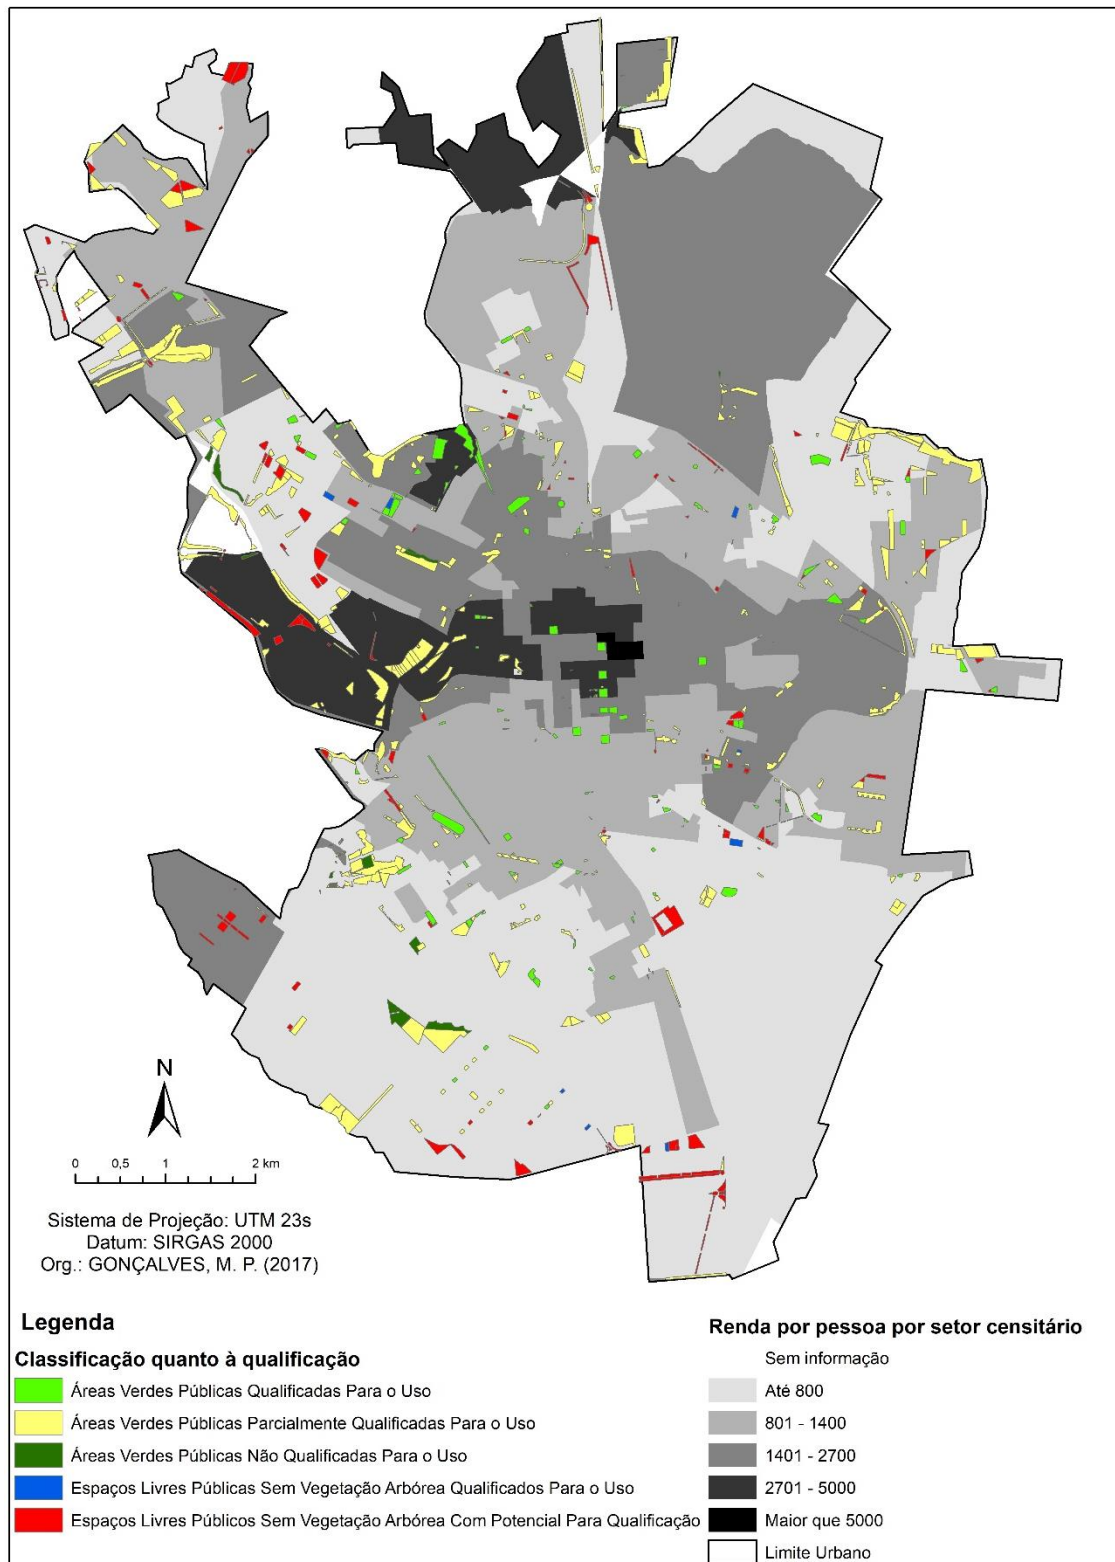 N
0 0,5 1 2 km
Sistema de Projeção: UTM 23s
Datum: SIRGAS 2000
Org.: GONÇALVES, M. P. (2017)
Legenda
Classificação quanto à qualificação
Áreas Verdes Públicas Qualificadas Para o Uso
Áreas Verdes Públicas Parcialmente Qualificadas Para o Uso
Áreas Verdes Públicas Não Qualificadas Para o Uso
Espaços Livres Públicos Sem Vegetação Arbórea Qualificados Para o Uso
Espaços Livres Públicos Sem Vegetação Arbórea Com Potencial Para Qualificação
Renda por pessoa por setor censitário
Sem informação
Até 800
801 - 1400
1401 - 2700
2701 - 5000
Maior que 5000
Limite Urbano